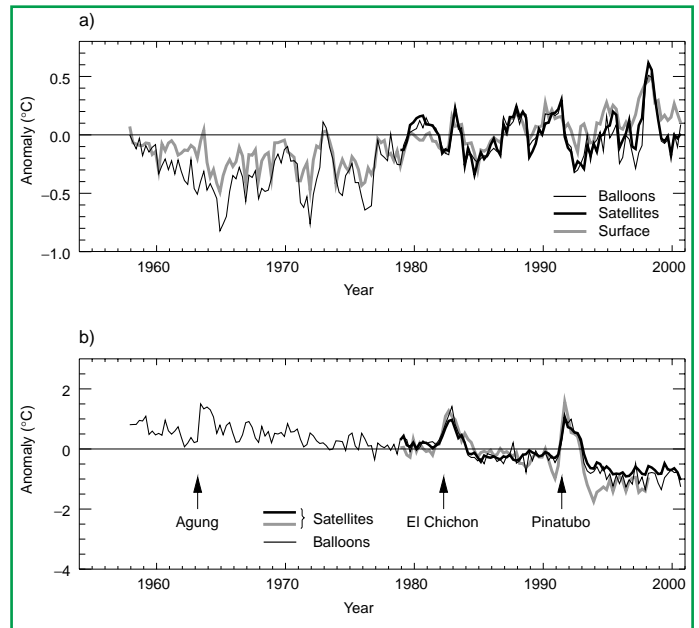 a)
Anomaly (°C)
0.5
0.0
−0.5
−1.0
Balloons
Satellites
Surface
1960 1970 1980 1990 2000
Year
b)
Anomaly (°C)
2
0
−2
−4
Agung
El Chichon
Pinatubo
Satellites
Balloons
1960 1970 1980 1990 2000
Year